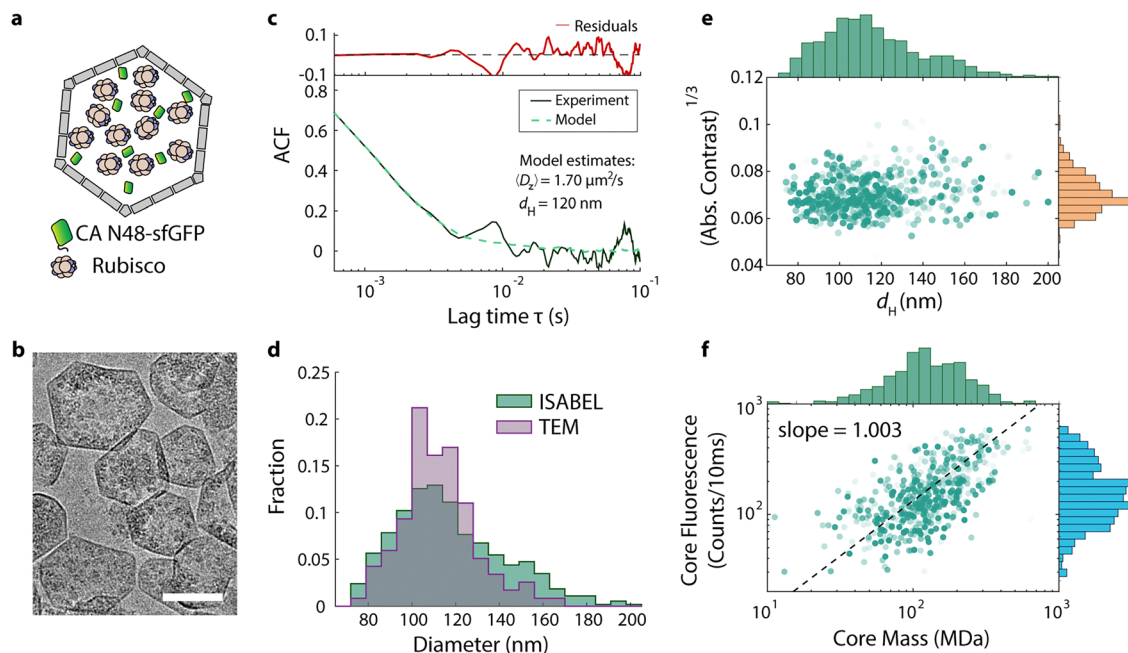 a
CA N48-sfGFP
Rubisco
b
c
Residuals
0.1
-0.1
0.8
0.6
0.4
0.2
0
ACF
Experiment
Model
Model estimates:
⟨Dz⟩ = 1.70 μm²/s
dH = 120 nm
10⁻³
10⁻²
10⁻¹
Lag time τ (s)
d
0.25
0.20
0.15
0.10
0.05
0
Fraction
ISABEL
TEM
80
100
120
140
160
180
200
Diameter (nm)
e
0.12
0.10
0.08
0.06
0.04
(Abs. Contrast)^1/3
80 100 120 140 160 180 200
dH (nm)
f
10³
10²
Core Fluorescence
(Counts/10ms)
slope = 1.003
10¹
10²
10³
Core Mass (MDa)